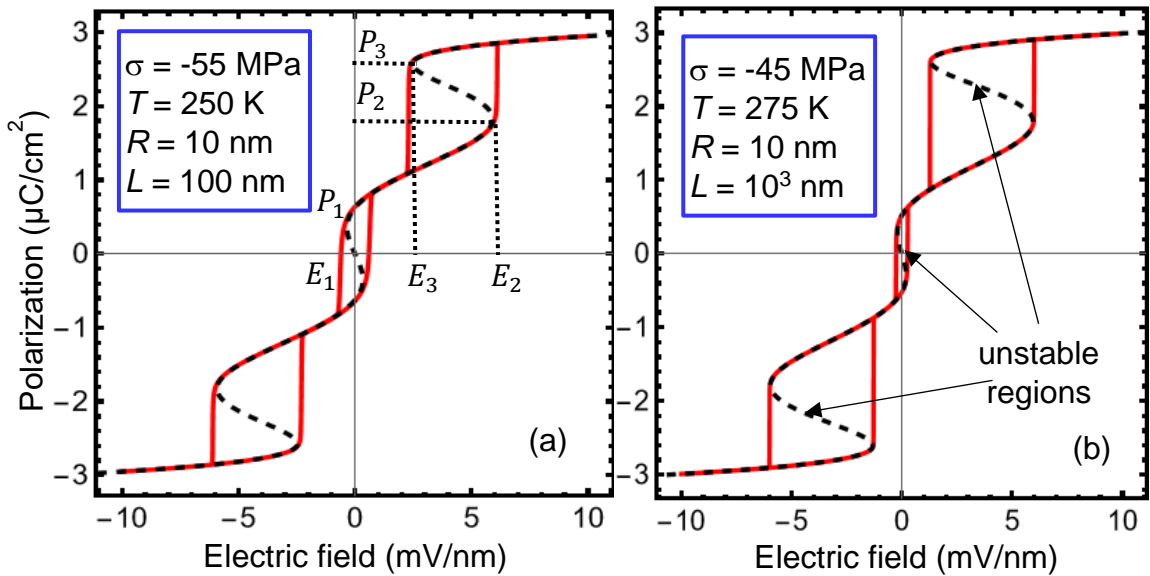 Polarization (µC/cm²)
3
2
1
0
−1
−2
−3
σ = -55 MPa
T = 250 K
R = 10 nm
L = 100 nm
P₃
P₂
P₁
E₁
E₃
E₂
(a)
−10
−5
0
5
10
Electric field (mV/nm)
3
2
1
0
−1
−2
−3
σ = -45 MPa
T = 275 K
R = 10 nm
L = 10³ nm
unstable
regions
(b)
−10
−5
0
5
10
Electric field (mV/nm)